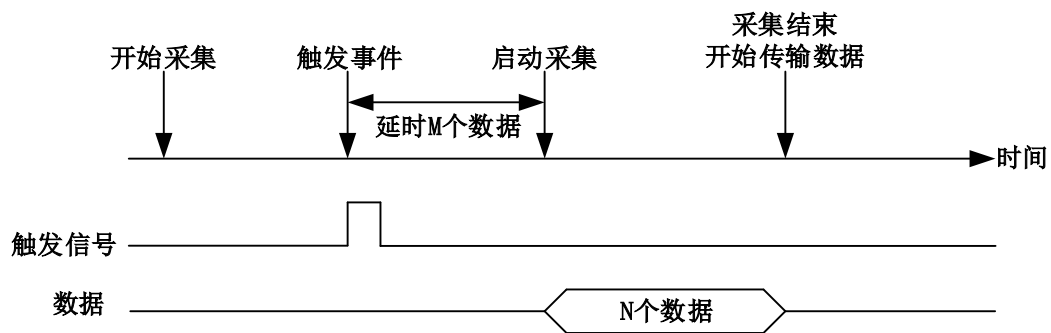 采集结束
开始采集
触发事件
启动采集
开始传输数据
延时M个数据
时间
触发信号
数据
N个数据